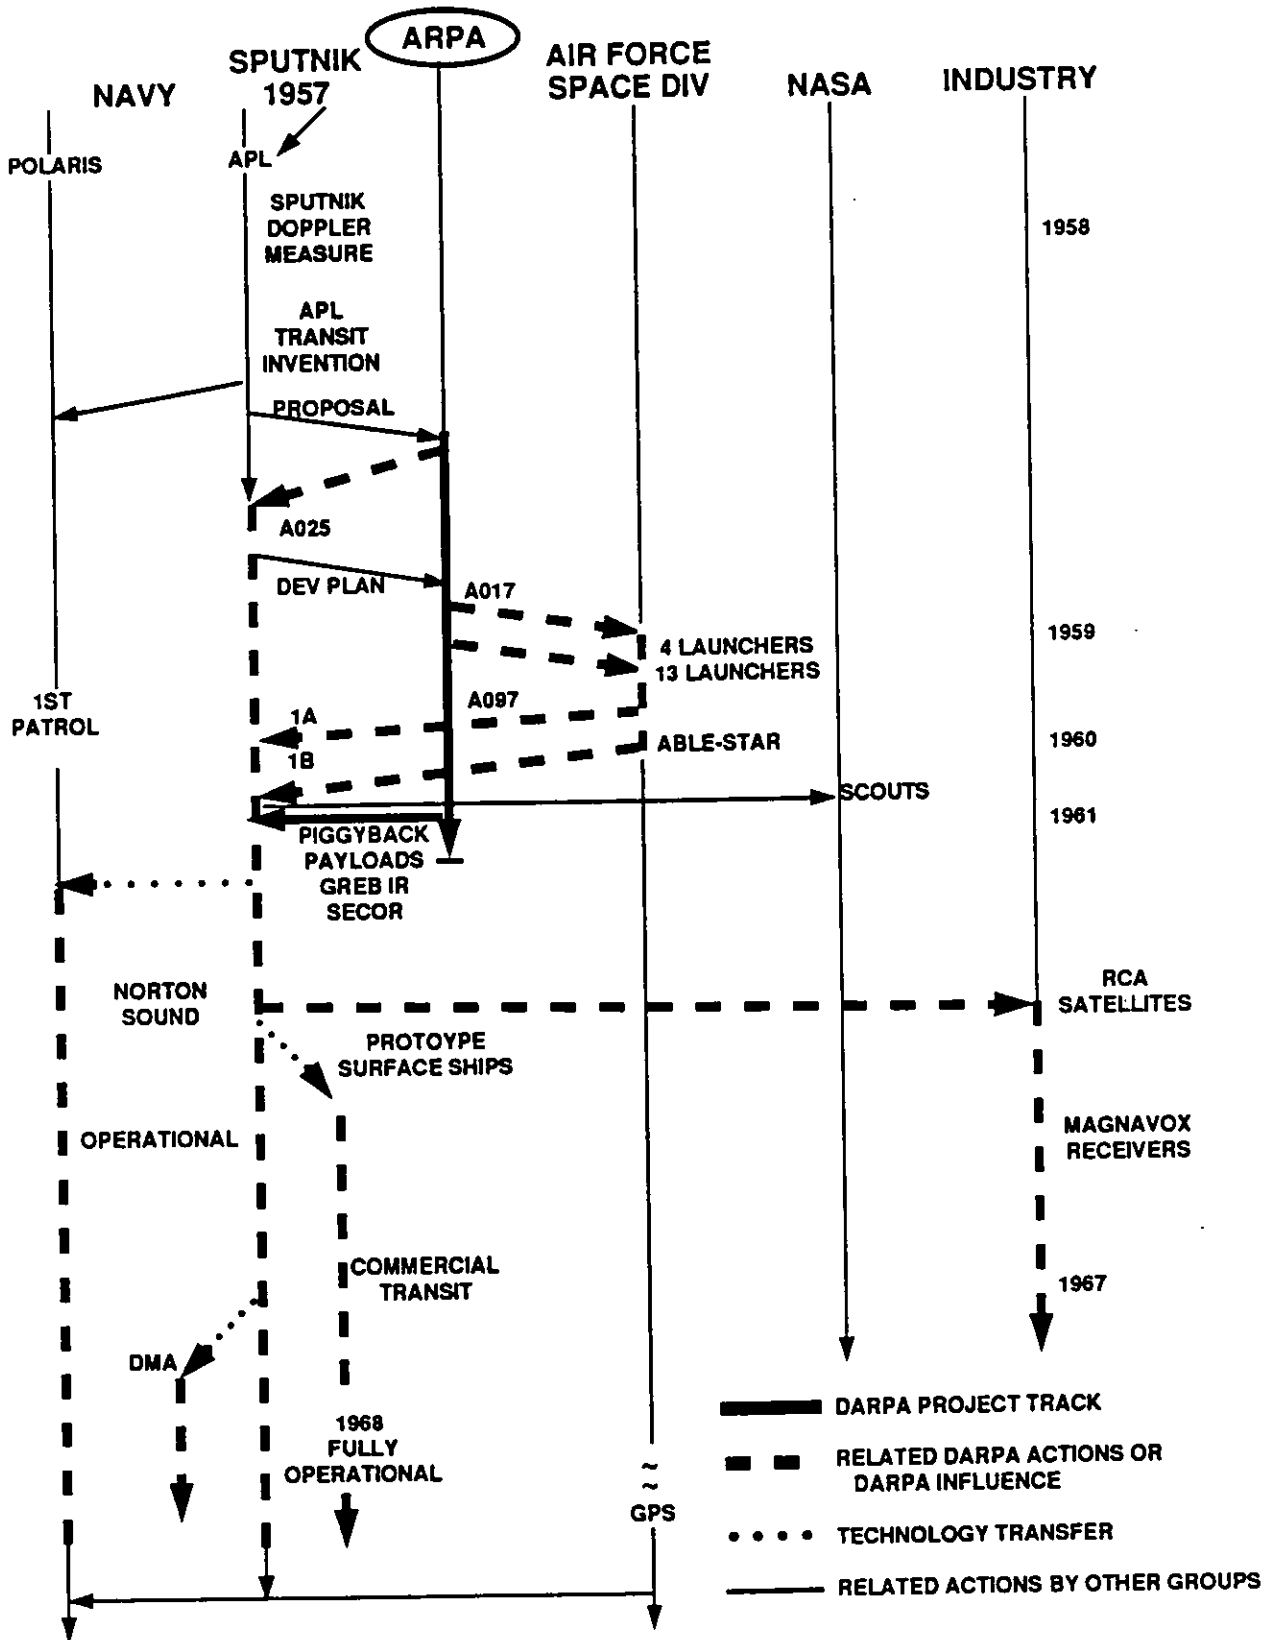 ARPA
NAVY
SPUTNIK
1957
AIR FORCE
SPACE DIV
NASA
INDUSTRY
POLARIS
APL
SPUTNIK
DOPPLER
MEASURE
1958
APL
TRANSIT
INVENTION
PROPOSAL
A025
DEV PLAN
A017
1959
4 LAUNCHERS
13 LAUNCHERS
1ST
PATROL
A097
1A
1B
ABLE-STAR
1960
SCOUTS
1961
PIGGYBACK
PAYLOADS
GREB IR
SECOR
NORTON
SOUND
RCA
SATELLITES
PROTOYPE
SURFACE SHIPS
OPERATIONAL
MAGNAVOX
RECEIVERS
COMMERCIAL
TRANSIT
1967
DMA
1968
FULLY
OPERATIONAL
~
~
GPS
DARPA PROJECT TRACK
RELATED DARPA ACTIONS OR
DARPA INFLUENCE
TECHNOLOGY TRANSFER
RELATED ACTIONS BY OTHER GROUPS